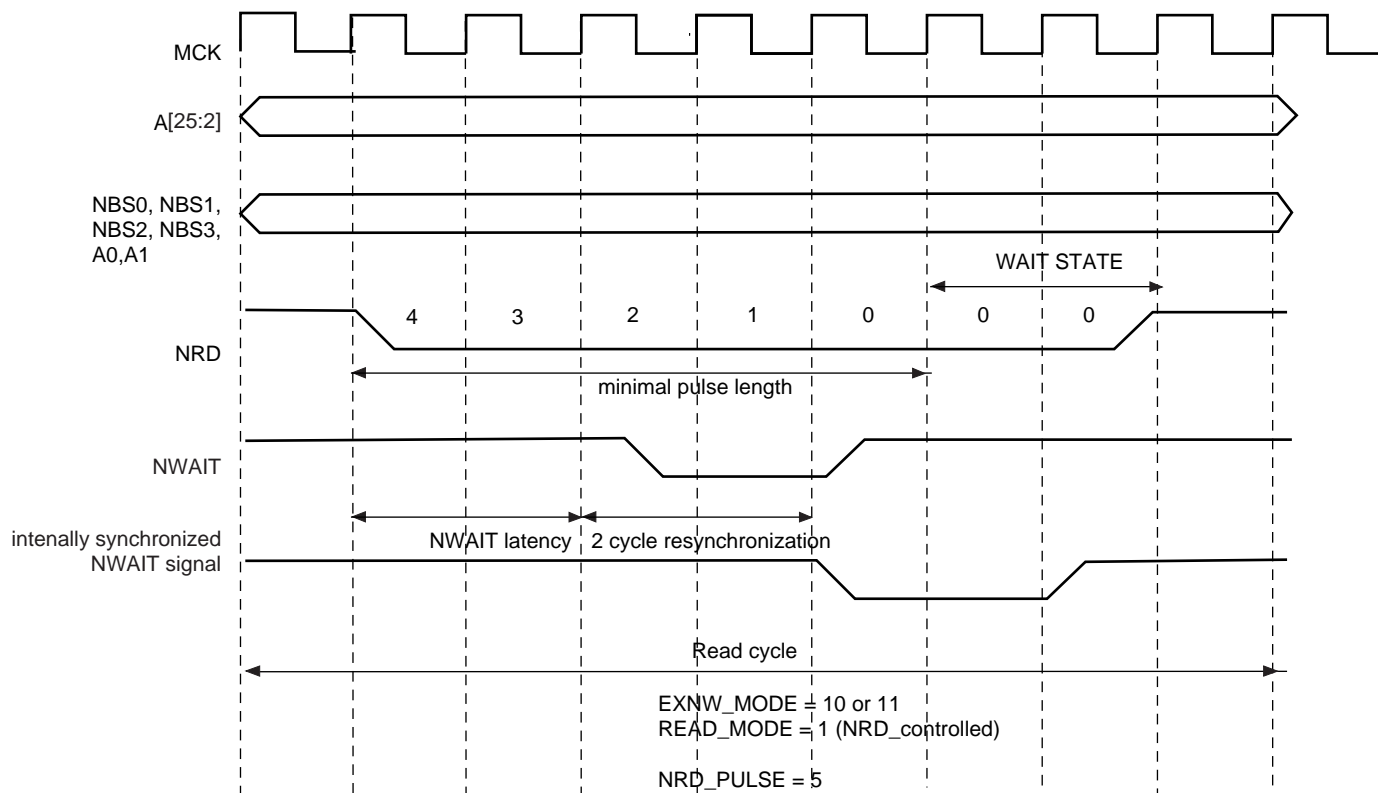 MCK
A[25:2]
NBS0, NBS1,
NBS2, NBS3,
A0,A1
WAIT STATE
4 3 2 1 0 0 0
NRD
minimal pulse length
NWAIT
NWAIT latency 2 cycle resynchronization
intenally synchronized
NWAIT signal
Read cycle
EXNW_MODE = 10 or 11
READ_MODE = 1 (NRD_controlled)
NRD_PULSE = 5